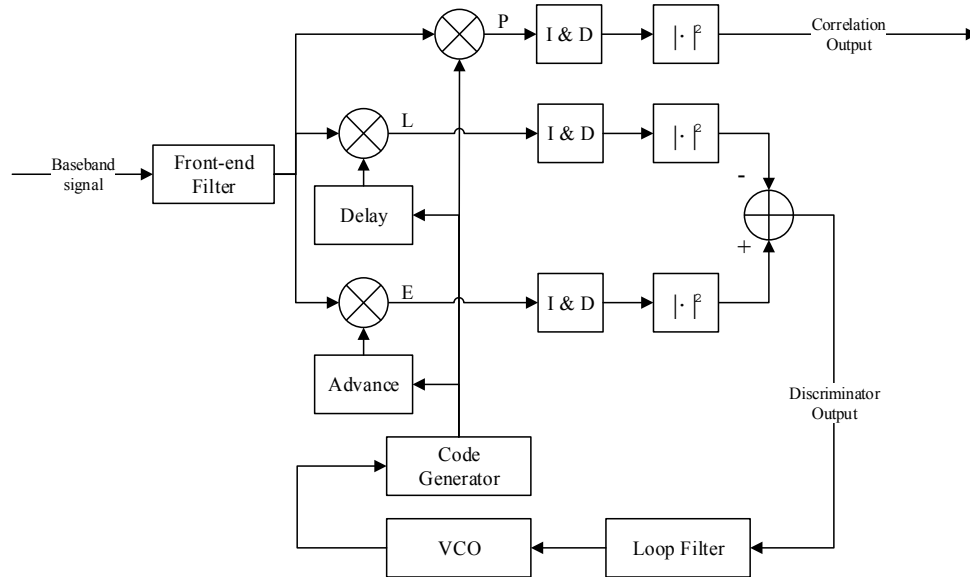 P
I & D
|·|²
Correlation
Output
L
I & D
|·|²
Baseband
signal
Front-end
Filter
-
Delay
+
E
I & D
|·|²
Advance
Discriminator
Output
Code
Generator
VCO
Loop Filter